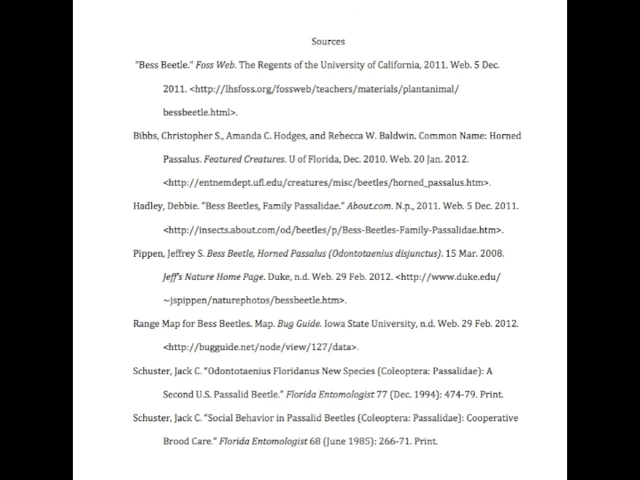 Sources
"Bess Beetle." Foss Web. The Regents of the University of California, 2011. Web. 5 Dec.
2011. <http://lhsfoss.org/fossweb/teachers/materials/plantanimal/
bessbeetle.html>.
Bibbs, Christopher S., Amanda C. Hodges, and Rebecca W. Baldwin. Common Name: Horned
Passalus. Featured Creatures. U of Florida, Dec. 2010. Web. 20 Jan. 2012.
<http://entnemdept.ufl.edu/creatures/misc/beetles/horned_passalus.htm>.
Hadley, Debbie. "Bess Beetles, Family Passalidae." About.com. N.p., 2011. Web. 5 Dec. 2011.
<http://insects.about.com/od/beetles/p/Bess-Beetles-Family-Passalidae.htm>.
Pippen, Jeffrey S. Bess Beetle, Horned Passalus (Odontotaenius disjunctus). 15 Mar. 2008.
Jeff's Nature Home Page. Duke, n.d. Web. 29 Feb. 2012. <http://www.duke.edu/
~jspippen/naturephotos/bessbeetle.htm>.
Range Map for Bess Beetles. Map. Bug Guide. Iowa State University, n.d. Web. 29 Feb. 2012.
<http://bugguide.net/node/view/127/data>.
Schuster, Jack C. "Odontotaenius Floridanus New Species (Coleoptera: Passalidae): A
Second U.S. Passalid Beetle." Florida Entomologist 77 (Dec. 1994): 474-79. Print.
Schuster, Jack C. "Social Behavior in Passalid Beetles (Coleoptera: Passalidae): Cooperative
Brood Care." Florida Entomologist 68 (June 1985): 266-71. Print.